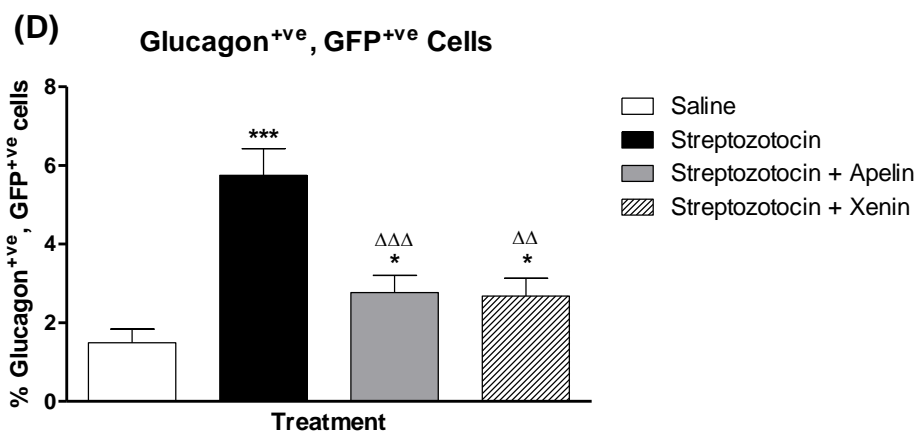 (D)
Glucagon+ve, GFP+ve Cells
% Glucagon+ve, GFP+ve cells
8
6
4
2
0
***
ΔΔΔ
*
ΔΔ
*
Treatment
Saline
Streptozotocin
Streptozotocin + Apelin
Streptozotocin + Xenin